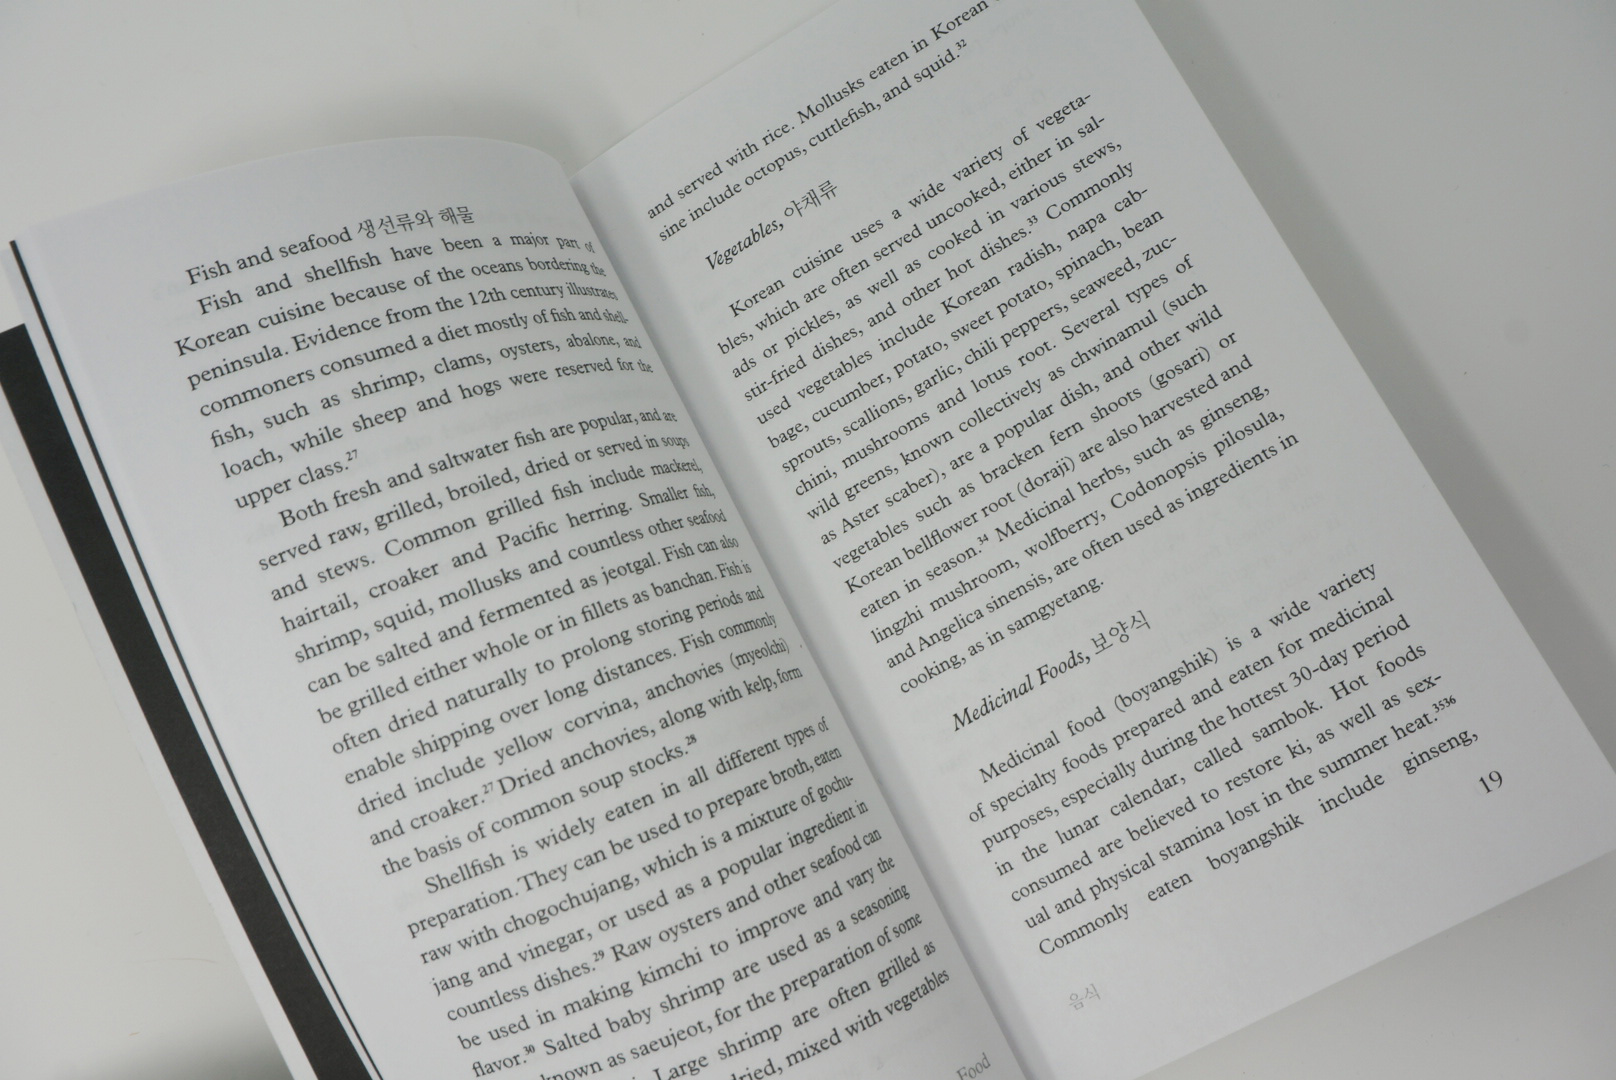 Fish and seafood 생선류와 해물
Fish and shellfish have been a major part of
Korean cuisine because of the oceans bordering the
peninsula. Evidence from the 12th century illustrates
commoners consumed a diet mostly of fish and shell-
fish, such as shrimp, clams, oysters, abalone, and
loach, while sheep and hogs were reserved for the
upper class.27
Both fresh and saltwater fish are popular, and are
served raw, grilled, broiled, dried or served in soups
and stews. Common grilled fish include mackerel,
hairtail, croaker and Pacific herring. Smaller fish,
shrimp, squid, mollusks and countless other seafood
can be salted and fermented as jeotgal. Fish can also
be grilled either whole or in fillets as banchan. Fish is
often dried naturally to prolong storing periods and
enable shipping over long distances. Fish commonly
dried include yellow corvina, anchovies (myeolchi)
and croaker.27 Dried anchovies, along with kelp, form
the basis of common soup stocks.28
Shellfish is widely eaten in all different types of
preparation. They can be used to prepare broth, eaten
raw with chogochujang, which is a mixture of gochu-
jang and vinegar, or used as a popular ingredient in
countless dishes.29 Raw oysters and other seafood can
be used in making kimchi to improve and vary the
flavor.30 Salted baby shrimp are used as a seasoning
known as saeujeot, for the preparation of some
Large shrimp are often grilled as
dried, mixed with vegetables
Food
and served with rice. Mollusks eaten in Korean
sine include octopus, cuttlefish, and squid.32
Vegetables, 야채류
Korean cuisine uses a wide variety of vegeta-
bles, which are often served uncooked, either in sal-
ads or pickles, as well as cooked in various stews,
stir-fried dishes, and other hot dishes.33 Commonly
used vegetables include Korean radish, napa cab-
bage, cucumber, potato, sweet potato, spinach, bean
sprouts, scallions, garlic, chili peppers, seaweed, zuc-
chini, mushrooms and lotus root. Several types of
wild greens, known collectively as chwinamul (such
as Aster scaber), are a popular dish, and other wild
vegetables such as bracken fern shoots (gosari) or
Korean bellflower root (doraji) are also harvested and
eaten in season.34 Medicinal herbs, such as ginseng,
lingzhi mushroom, wolfberry, Codonopsis pilosula,
and Angelica sinensis, are often used as ingredients in
cooking, as in samgyetang.
Medicinal Foods, 보양식
Medicinal food (boyangshik) is a wide variety
of specialty foods prepared and eaten for medicinal
purposes, especially during the hottest 30-day period
in the lunar calendar, called sambok. Hot foods
consumed are believed to restore ki, as well as sex-
ual and physical stamina lost in the summer heat.3536
Commonly eaten boyangshik include ginseng,
19
음식